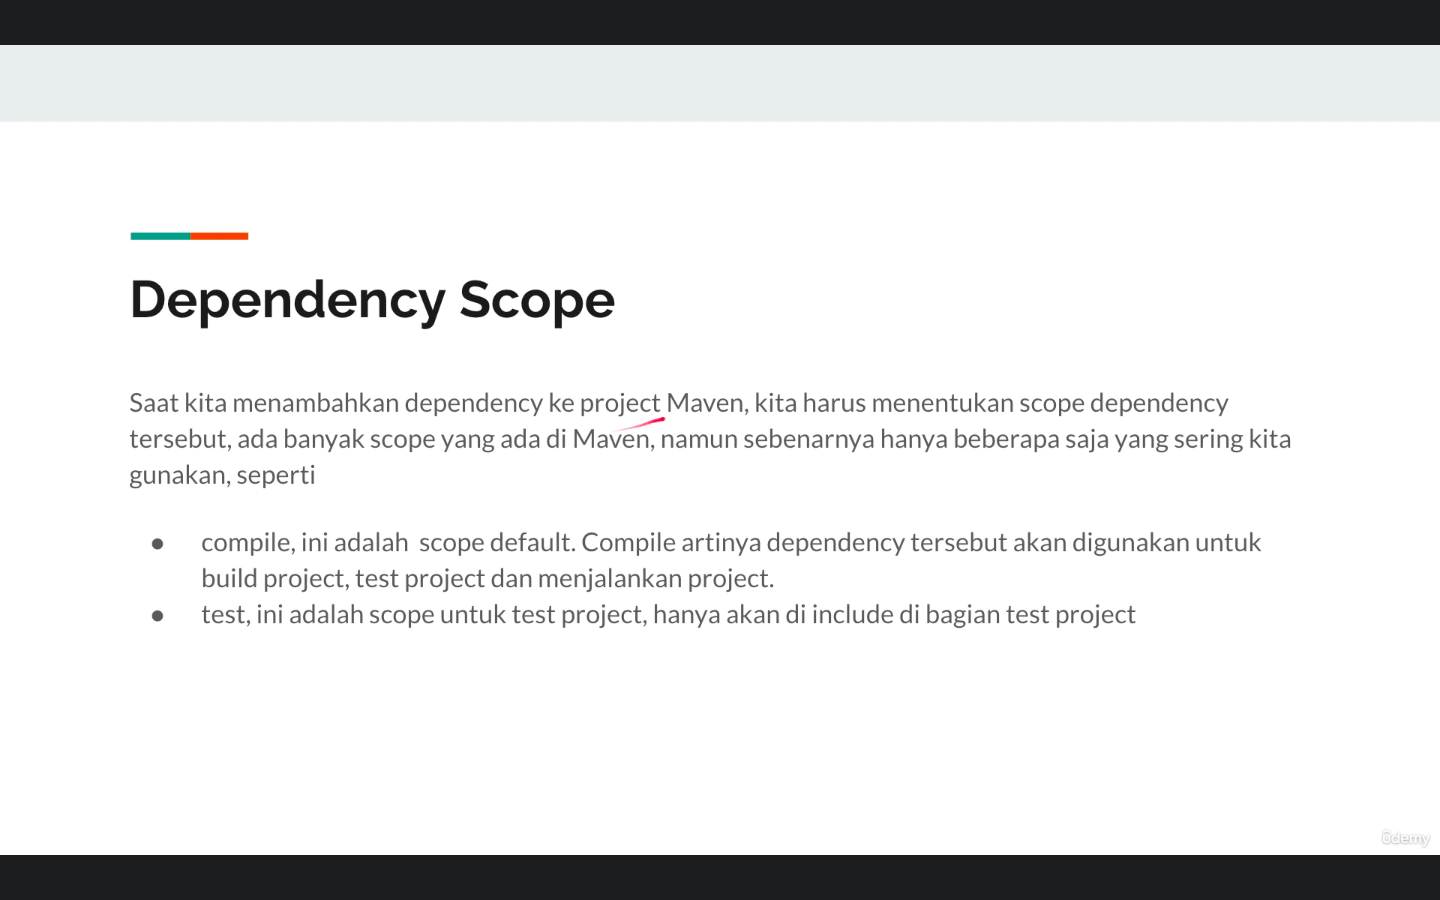 Dependency Scope
Saat kita menambahkan dependency ke project Maven, kita harus menentukan scope dependency
tersebut, ada banyak scope yang ada di Maven, namun sebenarnya hanya beberapa saja yang sering kita
gunakan, seperti
● compile, ini adalah  scope default. Compile artinya dependency tersebut akan digunakan untuk
build project, test project dan menjalankan project.
● test, ini adalah scope untuk test project, hanya akan di include di bagian test project
ûdemy